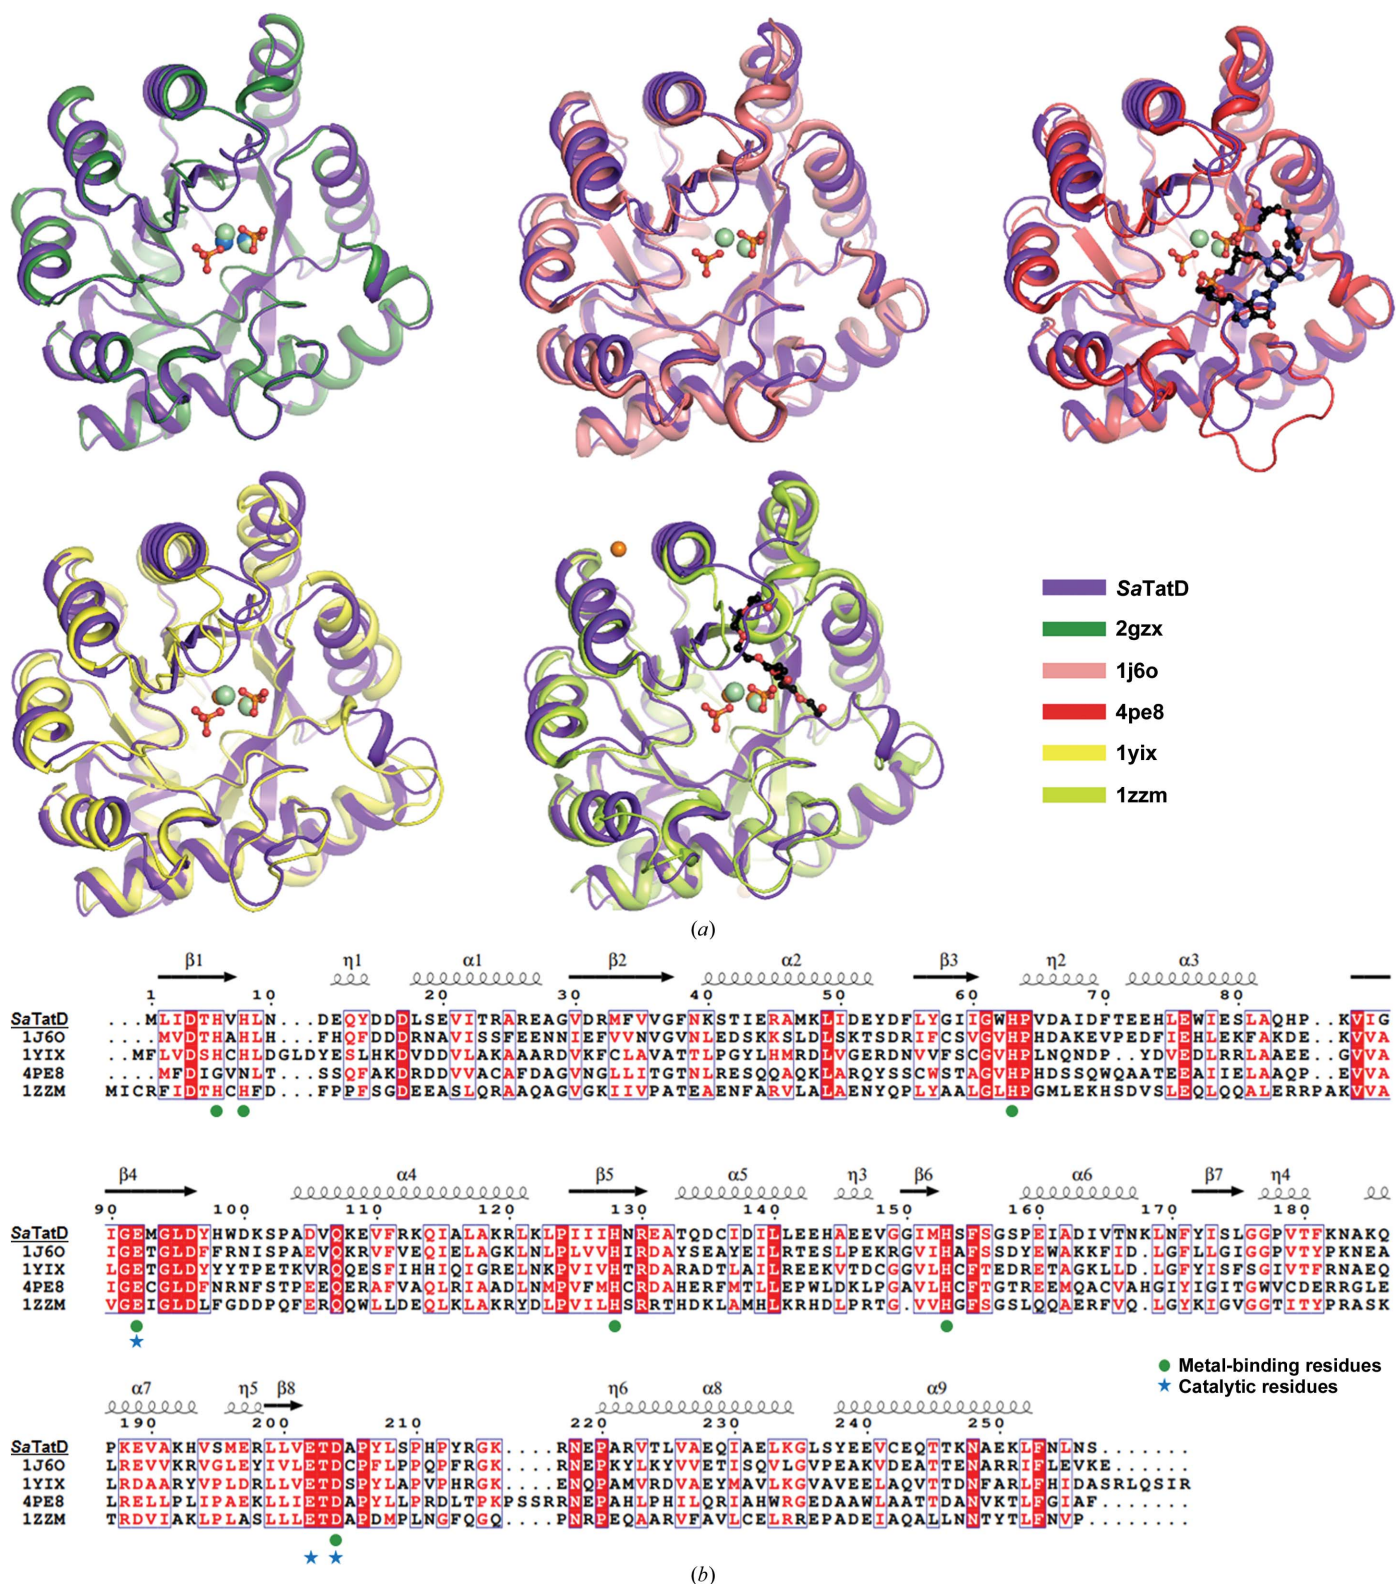 SaTatD
2gzx
1j6o
4pe8
1yix
1zzm
(a)
β1 η1 α1 β2 α2 β3 η2 α3
1 10 20 30 40 50 60 70 80
SaTatD ...MLIDTHVHLN...DEQYDDDLSEVITRAREAGVDRMFVVGFNKSTIERAMKLIDEYDFLYGIIGWHPVDAIDFTEEHLEWIESLAQHP..KVIG
1J6O ....MVDTHAHLH...FHQFDDDRNAVISSFEENNIEFVVNVGVNLEDSKKSLDLSKTSDRIFCSVGVHPHDAKEVPEDFIEHLEKFAKDE..KVVA
1YIX ..MFLVDSHCHLDGLDYESLHKDVDDVLAKAAARDVKFCLAVATTLPGYLHMRDLVGERDNVVFSCGVHPLNQNDP..YDVEDLRRLAAEE..GVVA
4PE8 ....MFDIGVNLT...SSQFAKDRDDVVACAFDAGVNGLLITGTNLRESQQAQKLARQYSSCWSTAGVHPHDSSQWQAATEEAIIELAAQP..EVVA
1ZZM MICRFIDTHCHFD...FPPFSGDEEASLQRAAQAGVGKIIVPATEAENFARVLALAENYQPLYAALGLHPGMLEKHSDVSLEQLQQALERRPAKVVA
β4 α4 β5 α5 η3 β6 α6 β7 η4
90 100 110 120 130 140 150 160 170 180
SaTatD IGEMGLDYHWDKSPADVQKEVFRKQIALAKRLKLPIIIHNREATQDCIDILLEEHAEEVGGIMHSFSGSPEIADIVTNKLNFYISLGGPVTFKNAKQ
1J6O IGETGLDFFRNISPAEVQKRVFVEQIELAGKLNLPLVVHIRDAYSEAYEILRTESLPEKRGVIHAFSSDYEWAKKFID.LGFLLGIGGPVTYPKNEA
1YIX LGETGLDYYYTPETKVRQQESFIHHIQIGRELNKPVIVHTRDARADTLAILREEKVTDCGGVLHCFTEDRETAGKLLD.LGFYISFSGIVTFRNAEQ
4PE8 IGECGLDFNRNFSTPEEQERAFVAQLRIAADLNMPVFMHCRDAHERFMTLLEPWLDKLPGAVLHCFTGTREEMQACVAHGIYIGITGWVCDERRGLE
1ZZM VGEIGLDLFGDDPQFERQQWLLDEQLKLAKRYDLPVILHSRRTHDKLAMHLKRHDLPRTG.VVHGFSGSLQQAERFVQ.LGYKIGVGGTITYPRASK
Metal-binding residues
Catalytic residues
α7 η5 β8 η6 α8 α9
190 200 210 220 230 240 250
SaTatD PKEVAKHVSMERLLVETDAPYLSPHPYRGK....RNEPARVTLVAEQIAELKGLSYEEVCEQTTKNAEKLFNLNS.......
1J6O LREVVKRVGLEYIVLETDCPFLPPQPFRGK....RNEPKYLKYVVETISQVLGVPEAKVDEATTENARRIFLEVKE......
1YIX LRDAARYVPLDRLLVETDSPYLAPVPHRGK....ENQPAMVRDVAEYMAVLKGVAVEELAQVTTDNFARLFHIDASRLQSIR
4PE8 LRELLPLIPAEKLLIETDAPYLLPRDLTPKPSSRRNEPAHLPHILQRIAHWRGEDAAWLAATTDANVKTLFGIAF.......
1ZZM TRDVIAKLPLASLLLETDAPDMPLNGFQGQ....PNRPEQAARVFAVLCELRREPADEIAQALLNNTYTLFNVP........
(b)